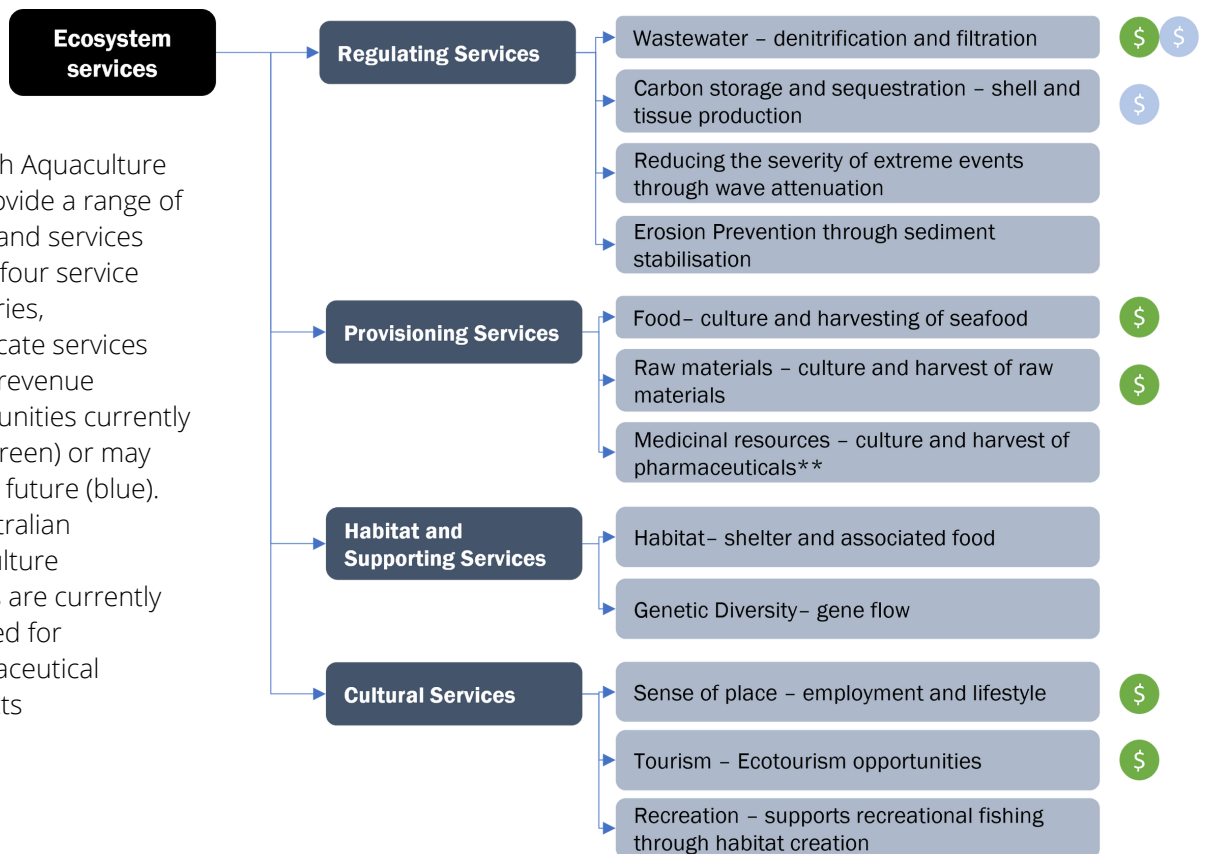 Ecosystem
services
h Aquaculture
ovide a range of
and services
four service
ries,
cate services
revenue
unities currently
reen) or may
future (blue).
tralian
ulture
s are currently
ed for
aceutical
ts
Regulating Services
Wastewater – denitrification and filtration
$ $
Carbon storage and sequestration – shell and
tissue production
$
Reducing the severity of extreme events
through wave attenuation
Erosion Prevention through sediment
stabilisation
Provisioning Services
Food– culture and harvesting of seafood
$
Raw materials – culture and harvest of raw
materials
$
Medicinal resources – culture and harvest of
pharmaceuticals**
Habitat and
Supporting Services
Habitat– shelter and associated food
Genetic Diversity– gene flow
Cultural Services
Sense of place – employment and lifestyle
$
Tourism – Ecotourism opportunities
$
Recreation – supports recreational fishing
through habitat creation